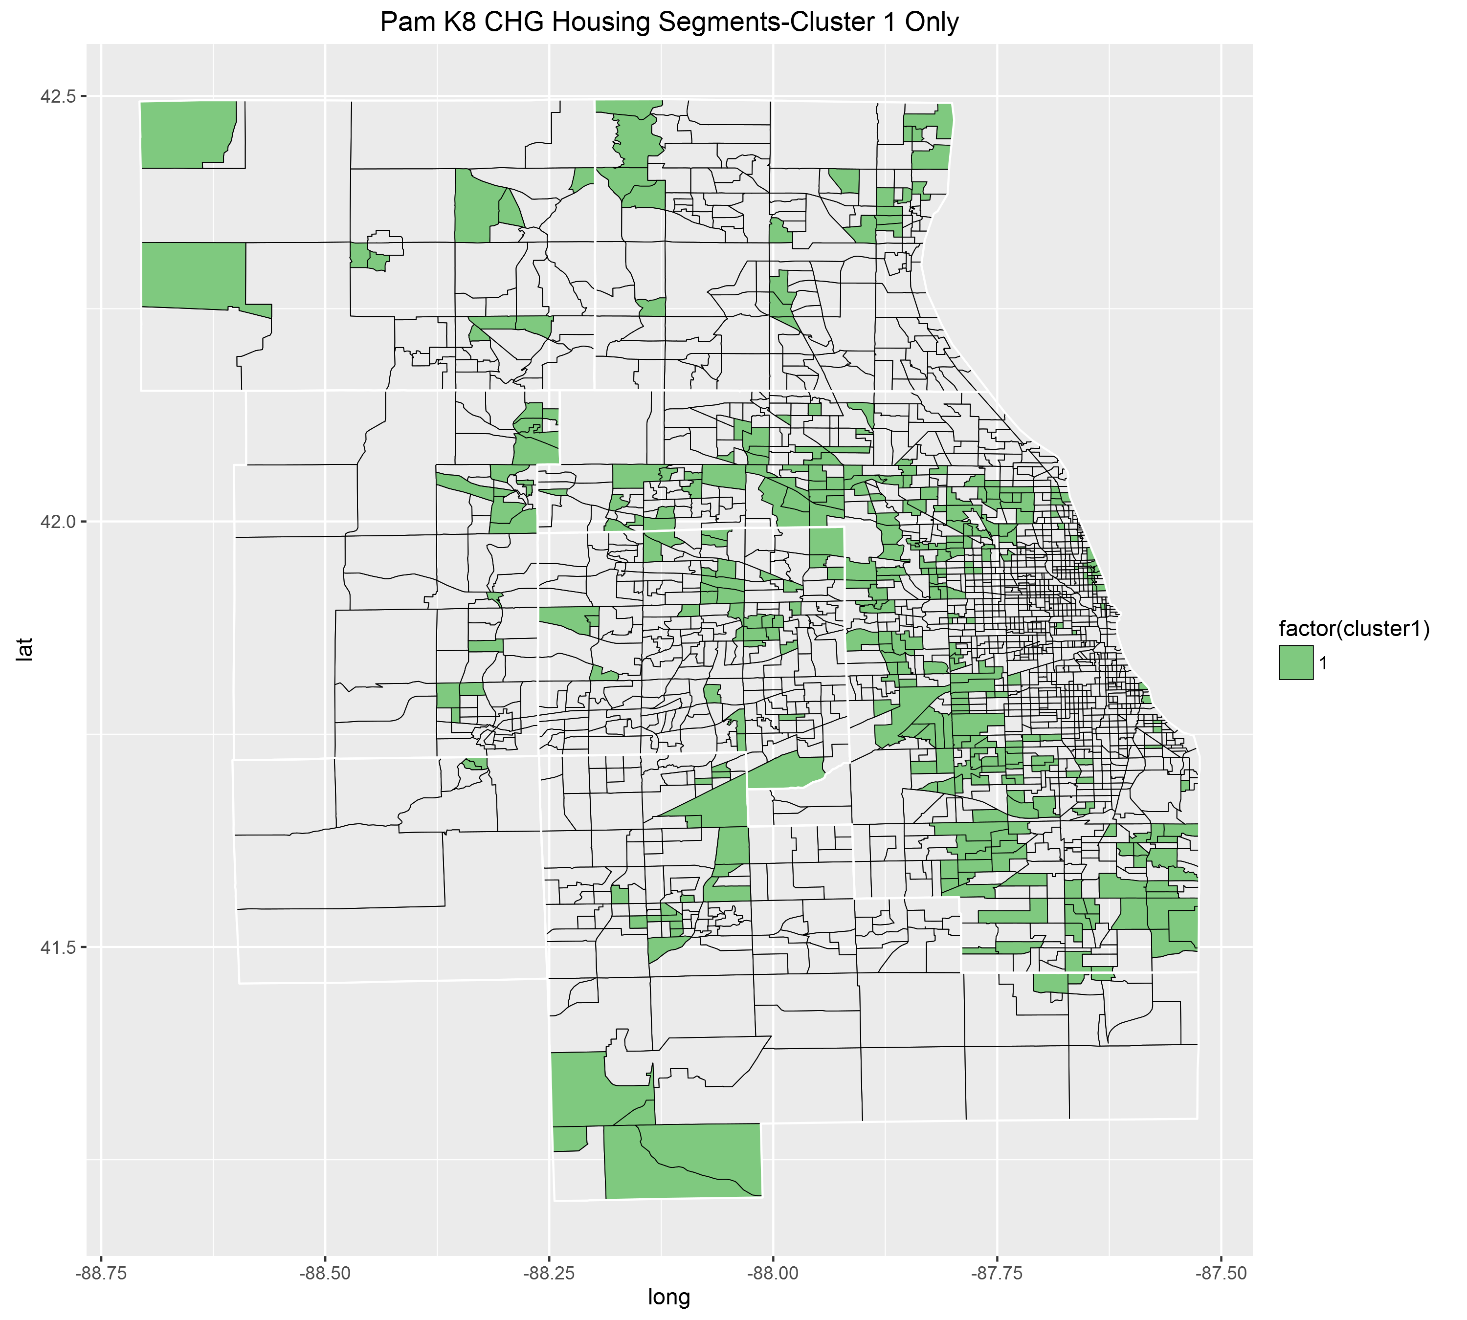 Pam K8 CHG Housing Segments-Cluster 1 Only
42.5
42.0
41.5
lat
-88.75
-88.50
-88.25
-88.00
-87.75
-87.50
long
factor(cluster1)
1